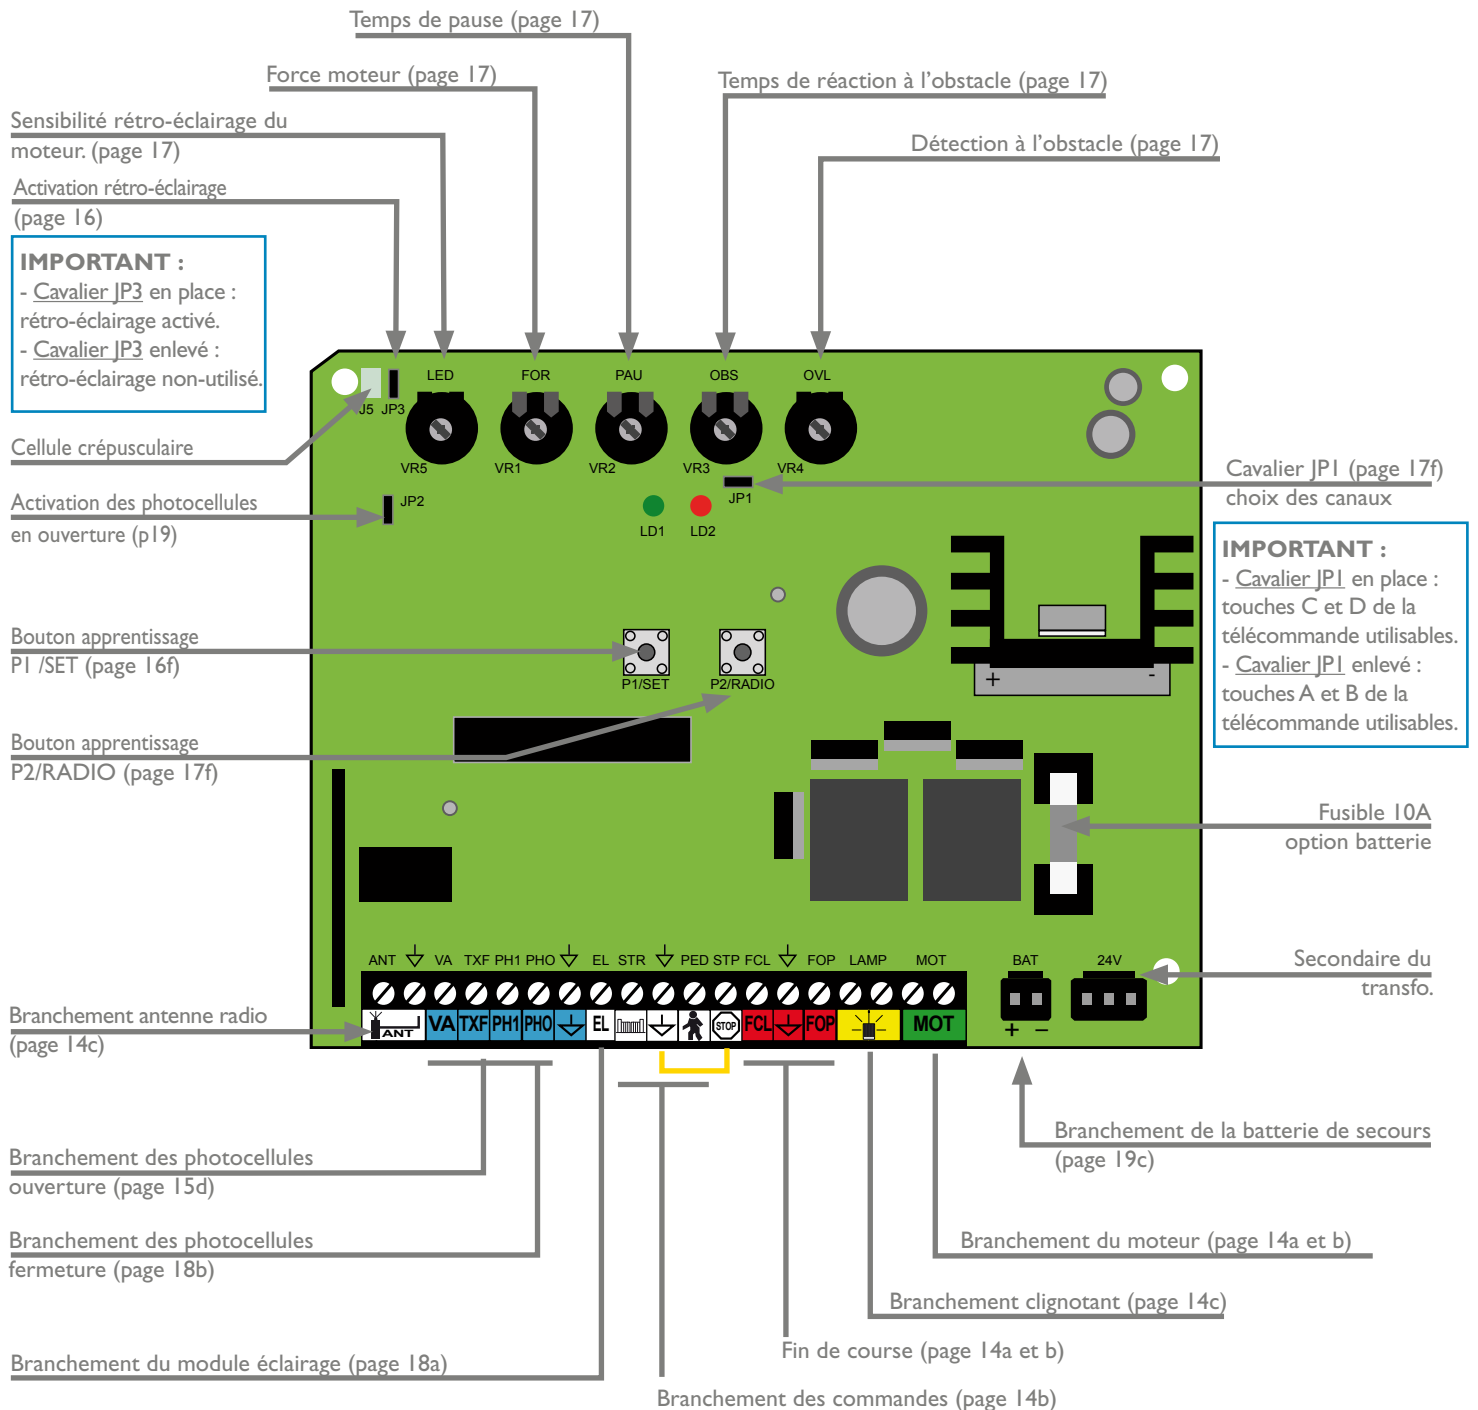 Temps de pause (page 17)
Force moteur (page 17)
Temps de réaction à l'obstacle (page 17)
Sensibilité rétro-éclairage du
moteur. (page 17)
Détection à l'obstacle (page 17)
Activation rétro-éclairage
(page 16)
IMPORTANT :
- Cavalier JP3 en place :
rétro-éclairage activé.
- Cavalier JP3 enlevé :
rétro-éclairage non-utilisé.
LED FOR PAU OBS OVL
J5 JP3
VR5 VR1 VR2 VR3 VR4
Cellule crépusculaire
Activation des photocellules
en ouverture (p19)
JP2
JP1
LD1 LD2
Cavalier JP1 (page 17f)
choix des canaux
IMPORTANT :
- Cavalier JP1 en place :
touches C et D de la
télécommande utilisables.
- Cavalier JP1 enlevé :
touches A et B de la
télécommande utilisables.
Bouton apprentissage
P1 /SET (page 16f)
P1/SET P2/RADIO
+ -
Bouton apprentissage
P2/RADIO (page 17f)
Fusible 10A
option batterie
ANT VA TXF PH1 PHO EL STR PED STP FCL FOP LAMP MOT BAT 24V
Secondaire du
transfo.
ANT VA TXF PH1 PHO EL STOP FCL FOP MOT
+ −
Branchement antenne radio
(page 14c)
Branchement de la batterie de secours
(page 19c)
Branchement des photocellules
ouverture (page 15d)
Branchement des photocellules
fermeture (page 18b)
Branchement du moteur (page 14a et b)
Branchement clignotant (page 14c)
Fin de course (page 14a et b)
Branchement du module éclairage (page 18a)
Branchement des commandes (page 14b)